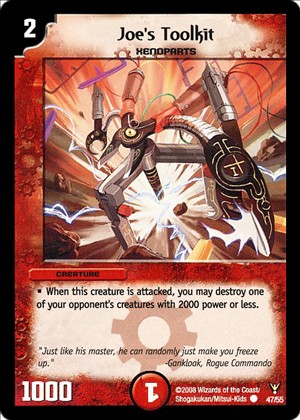 2
Joe's Toolkit
XENOPARTS
CREATURE
▪ When this creature is attacked, you may destroy one
of your opponent's creatures with 2000 power or less.
"Just like his master, he can randomly just make you freeze
up." -Gankloak, Rogue Commando
1000
1
©2008 Wizards of the Coast/
Shogakukan/Mitsui-Kids ● 47/55